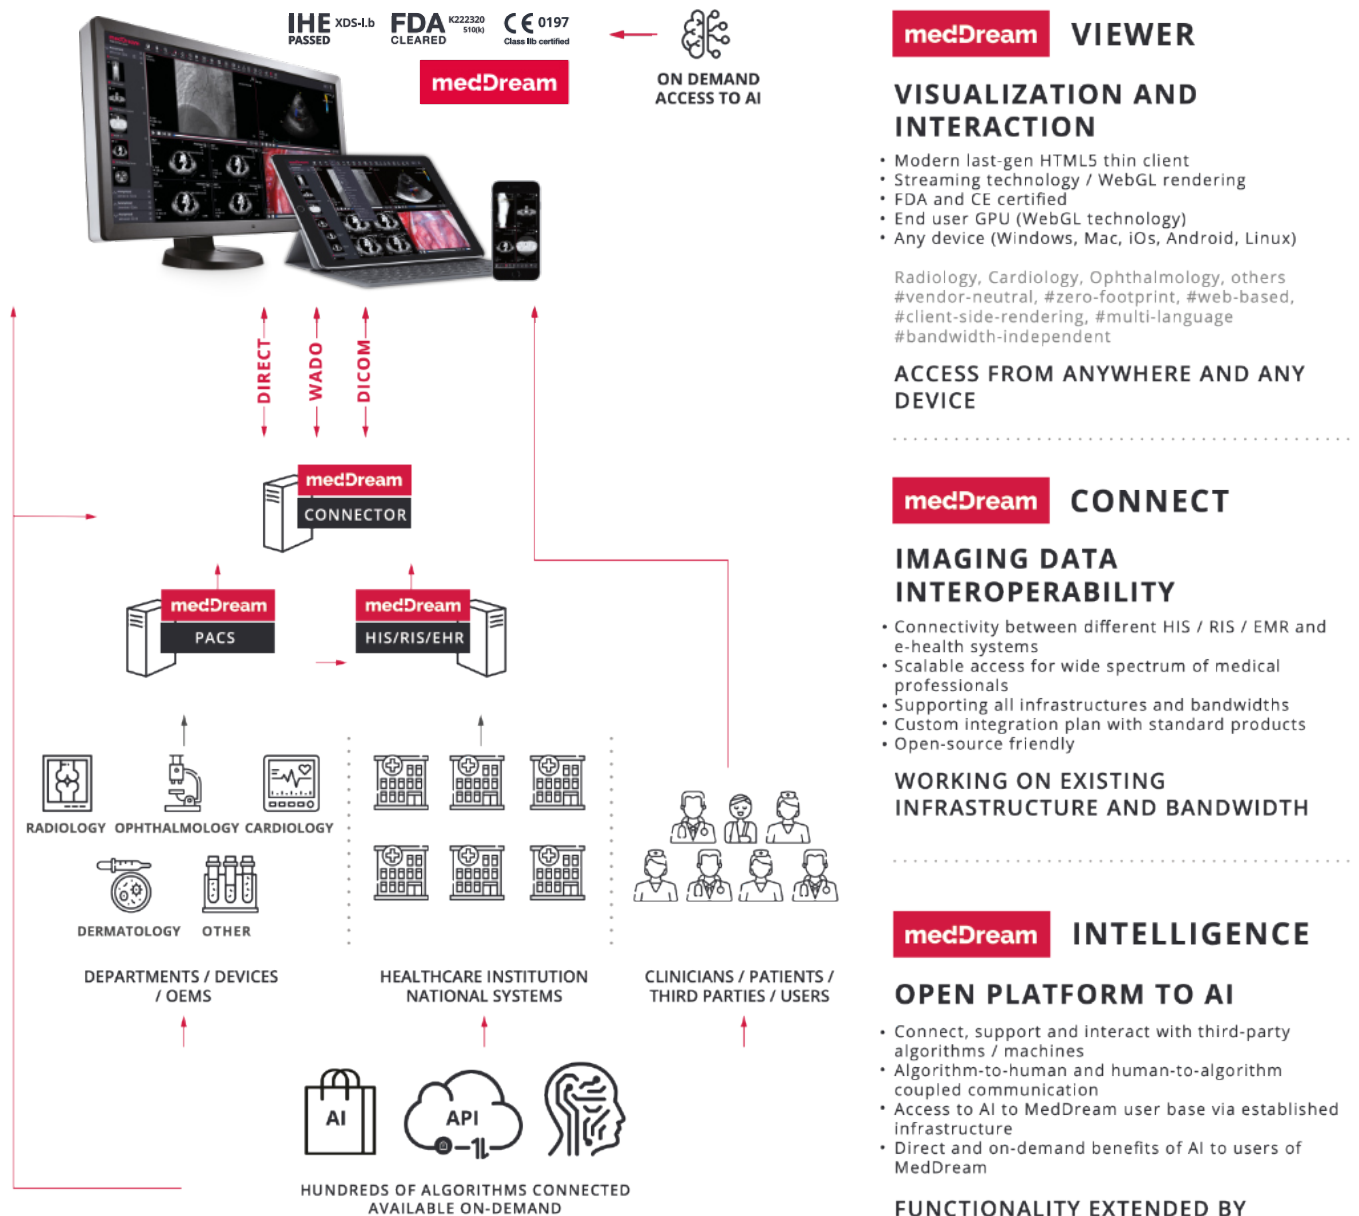 IHE XDS-I.b
PASSED
FDA K222320
510(k)
CLEARED
CE 0197
Class IIb certified
medDream
ON DEMAND
ACCESS TO AI
DIRECT
WADO
DICOM
medDream
CONNECTOR
medDream
PACS
medDream
HIS/RIS/EHR
RADIOLOGY
OPHTHALMOLOGY
CARDIOLOGY
DERMATOLOGY
OTHER
DEPARTMENTS / DEVICES
/ OEMS
HEALTHCARE INSTITUTION
NATIONAL SYSTEMS
CLINICIANS / PATIENTS /
THIRD PARTIES / USERS
AI
API
HUNDREDS OF ALGORITHMS CONNECTED
AVAILABLE ON-DEMAND
medDream VIEWER
VISUALIZATION AND
INTERACTION
• Modern last-gen HTML5 thin client
• Streaming technology / WebGL rendering
• FDA and CE certified
• End user GPU (WebGL technology)
• Any device (Windows, Mac, iOs, Android, Linux)
Radiology, Cardiology, Ophthalmology, others
#vendor-neutral, #zero-footprint, #web-based,
#client-side-rendering, #multi-language
#bandwidth-independent
ACCESS FROM ANYWHERE AND ANY
DEVICE
medDream CONNECT
IMAGING DATA
INTEROPERABILITY
• Connectivity between different HIS / RIS / EMR and
e-health systems
• Scalable access for wide spectrum of medical
professionals
• Supporting all infrastructures and bandwidths
• Custom integration plan with standard products
• Open-source friendly
WORKING ON EXISTING
INFRASTRUCTURE AND BANDWIDTH
medDream INTELLIGENCE
OPEN PLATFORM TO AI
• Connect, support and interact with third-party
algorithms / machines
• Algorithm-to-human and human-to-algorithm
coupled communication
• Access to AI to MedDream user base via established
infrastructure
• Direct and on-demand benefits of AI to users of
MedDream
FUNCTIONALITY EXTENDED BY